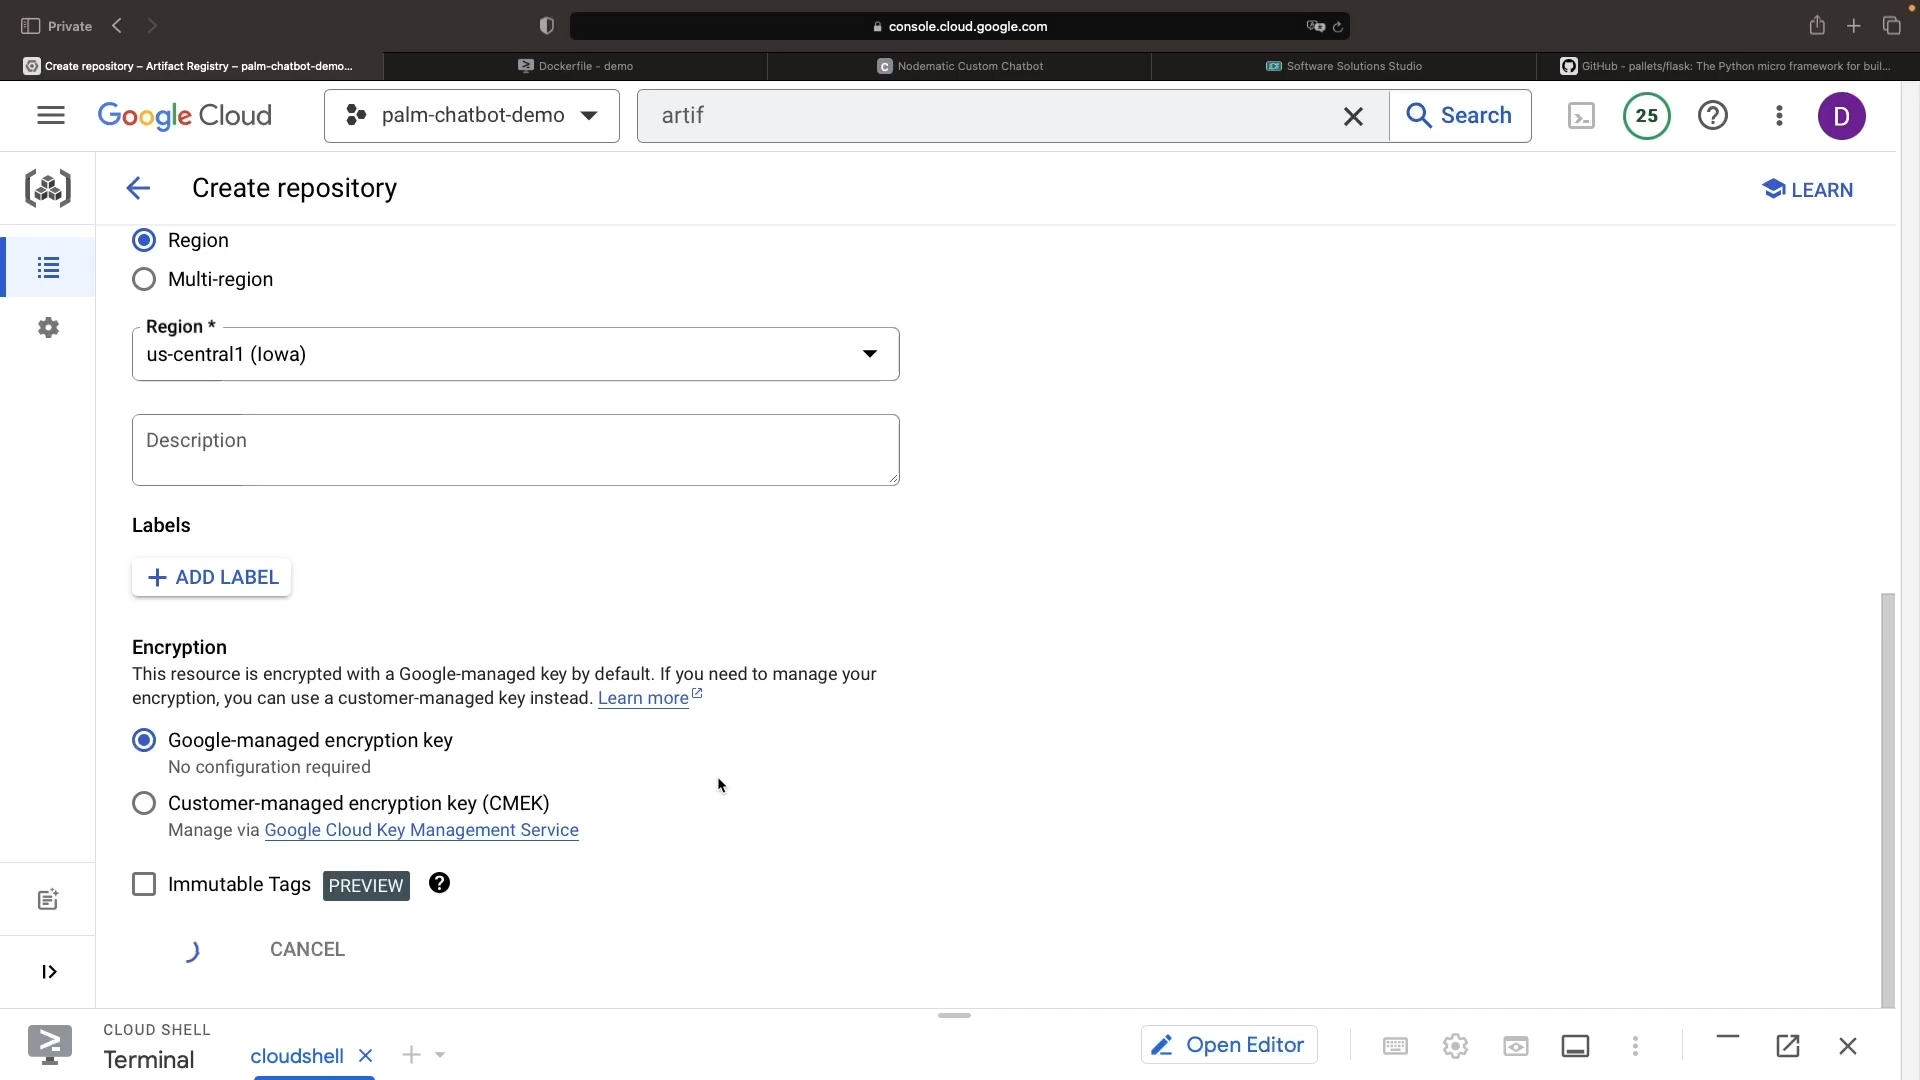 Private
console.cloud.google.com
Create repository – Artifact Registry – palm-chatbot-demo...
Dockerfile - demo
Nodematic Custom Chatbot
Software Solutions Studio
GitHub - pallets/flask: The Python micro framework for buil...
Google Cloud
palm-chatbot-demo
artif
Search
25
D
Create repository
LEARN
Region
Multi-region
Region *
us-central1 (Iowa)
Description
Labels
ADD LABEL
Encryption
This resource is encrypted with a Google-managed key by default. If you need to manage your
encryption, you can use a customer-managed key instead. Learn more
Google-managed encryption key
No configuration required
Customer-managed encryption key (CMEK)
Manage via Google Cloud Key Management Service
Immutable Tags PREVIEW
CANCEL
CLOUD SHELL
Terminal
cloudshell
Open Editor